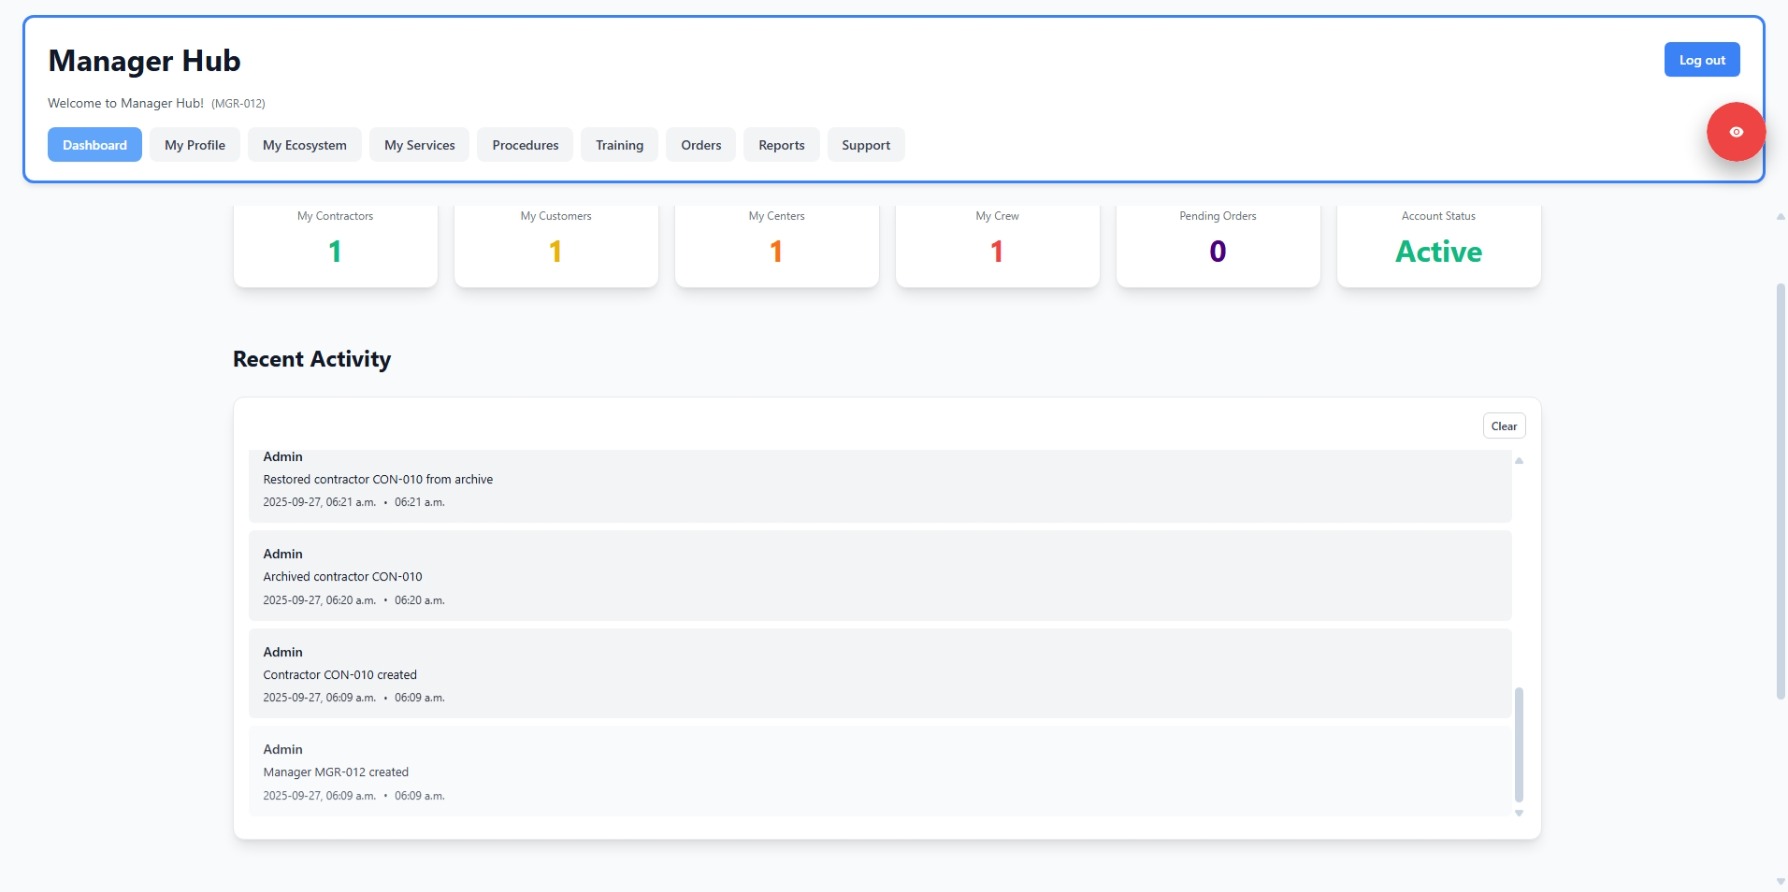 Manager Hub
Log out
Welcome to Manager Hub! (MGR-012)
Dashboard My Profile My Ecosystem My Services Procedures Training Orders Reports Support
My Contractors My Customers My Centers My Crew Pending Orders Account Status
1 1 1 1 0 Active
Recent Activity
Clear
Admin
Restored contractor CON-010 from archive
2025-09-27, 06:21 a.m. • 06:21 a.m.
Admin
Archived contractor CON-010
2025-09-27, 06:20 a.m. • 06:20 a.m.
Admin
Contractor CON-010 created
2025-09-27, 06:09 a.m. • 06:09 a.m.
Admin
Manager MGR-012 created
2025-09-27, 06:09 a.m. • 06:09 a.m.